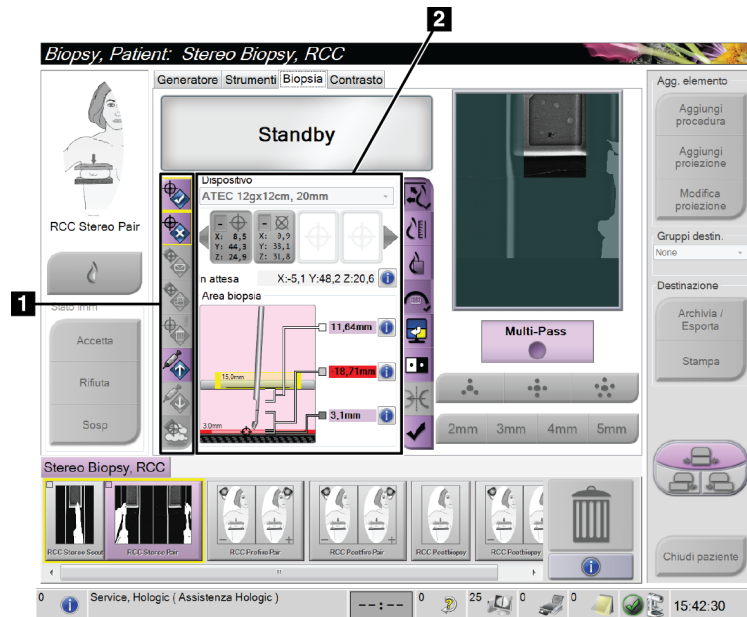 2
Biopsy, Patient: Stereo Biopsy, RCC
Generatore Strumenti Biopsia Contrasto
Standby
Dispositivo
ATEC 12gx12cm, 20mm
X: 8,5
Y: 44,3
Z: 24,9
X: 0,9
Z: 31,8
n attesa X:-5,1 Y:48,2 Z:20,6
Area biopsia
11,64mm
15,0mm
-18,71mm
3,1mm
3,0mm
1
RCC Stereo Pair
Stato imm
Accetta
Rifiuta
Sosp
Multi-Pass
2mm 3mm 4mm 5mm
Agg. elemento
Aggiungi
procedura
Aggiungi
proiezione
Modifica
proiezione
Gruppi destin.
None
Destinazione
Archivia /
Esporta
Stampa
Chiudi paziente
Stereo Biopsy, RCC
RCC Stereo Scout
RCC Stereo Pair
RCC Prefire Pair
RCC Postfire Pair
RCC Postbiopsy
RCC Postbiopsy
0 Service, Hologic ( Assistenza Hologic ) --:-- 0 25 0 0 15:42:30